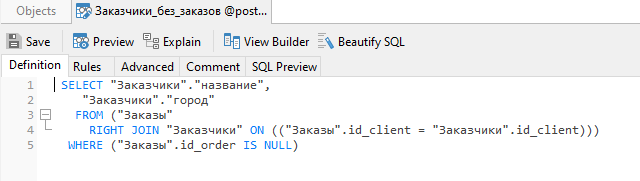 Objects Заказчики_без_заказов @post...
Save Preview Explain View Builder Beautify SQL
Definition Rules Advanced Comment SQL Preview
1 SELECT "Заказчики"."название",
2 "Заказчики"."город"
3 FROM ("Заказы"
4 RIGHT JOIN "Заказчики" ON (("Заказы".id_client = "Заказчики".id_client)))
5 WHERE ("Заказы".id_order IS NULL)